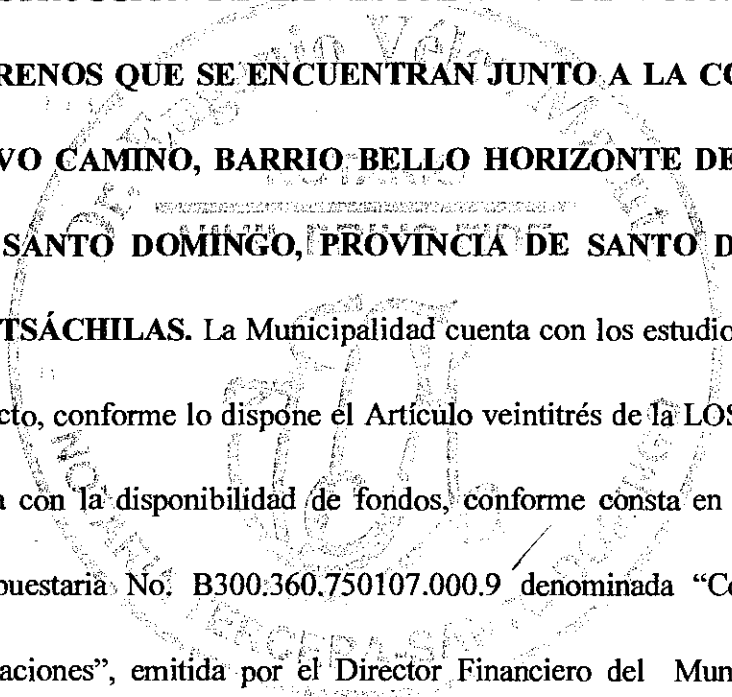 RENOS QUE SE ENCUENTRAN JUNTO A LA CO
VO CAMINO, BARRIO BELLO HORIZONTE DE
SANTO DOMINGO, PROVINCIA DE SANTO D
TSÁCHILAS. La Municipalidad cuenta con los estudio
cto, conforme lo dispone el Artículo veintitrés de la LOS
a con la disponibilidad de fondos, conforme consta en
puestaria No. B300.360.750107.000.9 denominada “Co
aciones”, emitida por el Director Financiero del Mun
NOTARIA TERCERA